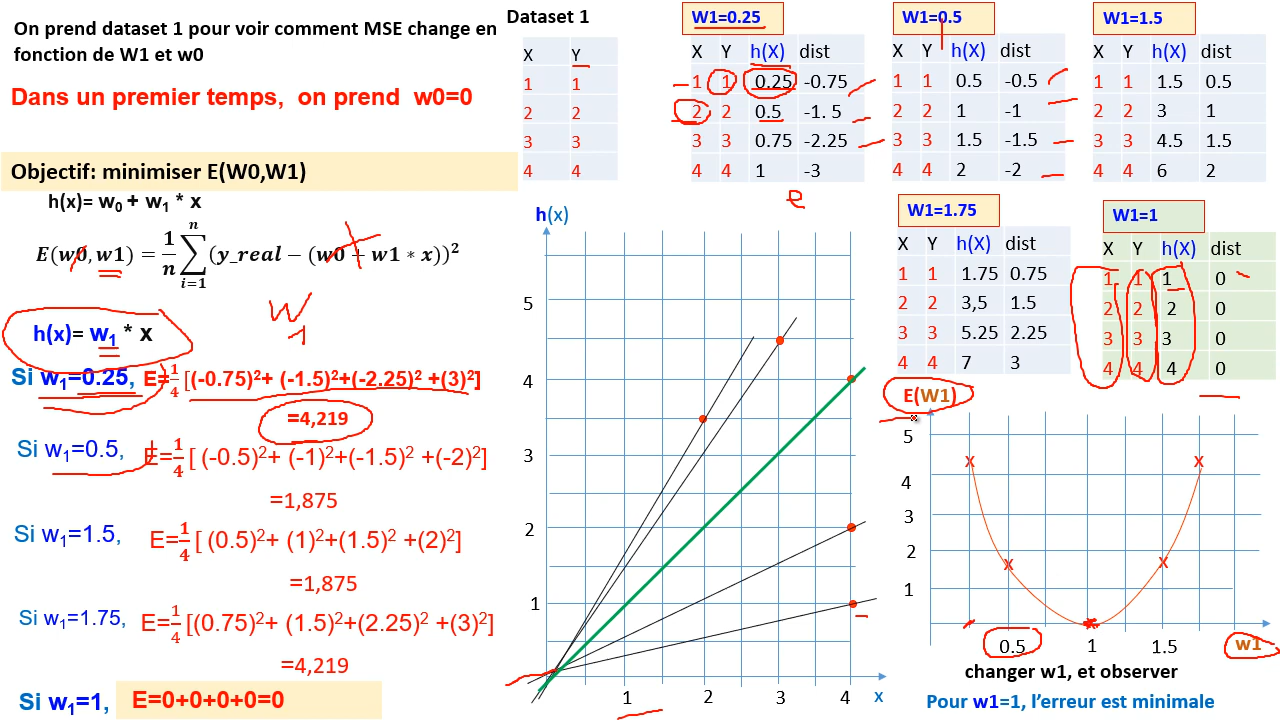 On prend dataset 1 pour voir comment MSE change en
fonction de W1 et w0
Dans un premier temps, on prend w0=0
Objectif: minimiser E(W0,W1)
h(x)= w₀ + w₁ * x
E(w0, w1) = 1/n ∑ⁿᵢ₌₁ (y_real − (w0 + w1 * x))²
W1
h(x)= w₁ * x
Si w₁=0.25, E=1/4 [(-0.75)²+ (-1.5)²+(-2.25)² +(3)²]
=4,219
Si w₁=0.5, E=1/4 [ (-0.5)²+ (-1)²+(-1.5)² +(-2)²]
=1,875
Si w₁=1.5, E=1/4 [ (0.5)²+ (1)²+(1.5)² +(2)²]
=1,875
Si w₁=1.75, E=1/4 [(0.75)²+ (1.5)²+(2.25)² +(3)²]
=4,219
Si w₁=1, E=0+0+0+0=0
Dataset 1
X Y
1 1
2 2
3 3
4 4
W1=0.25
X Y h(X) dist
1 1 0.25 -0.75
2 2 0.5 -1. 5
3 3 0.75 -2.25
4 4 1 -3
e
W1=0.5
X Y h(X) dist
1 1 0.5 -0.5
2 2 1 -1
3 3 1.5 -1.5
4 4 2 -2
W1=1.5
X Y h(X) dist
1 1 1.5 0.5
2 2 3 1
3 3 4.5 1.5
4 4 6 2
W1=1.75
X Y h(X) dist
1 1 1.75 0.75
2 2 3,5 1.5
3 3 5.25 2.25
4 4 7 3
W1=1
X Y h(X) dist
1 1 1 0
2 2 2 0
3 3 3 0
4 4 4 0
h(x)
5
4
3
2
1
1 2 3 4 x
E(W1)
5
4
3
2
1
0.5 1 1.5 w1
changer w1, et observer
Pour w1=1, l'erreur est minimale